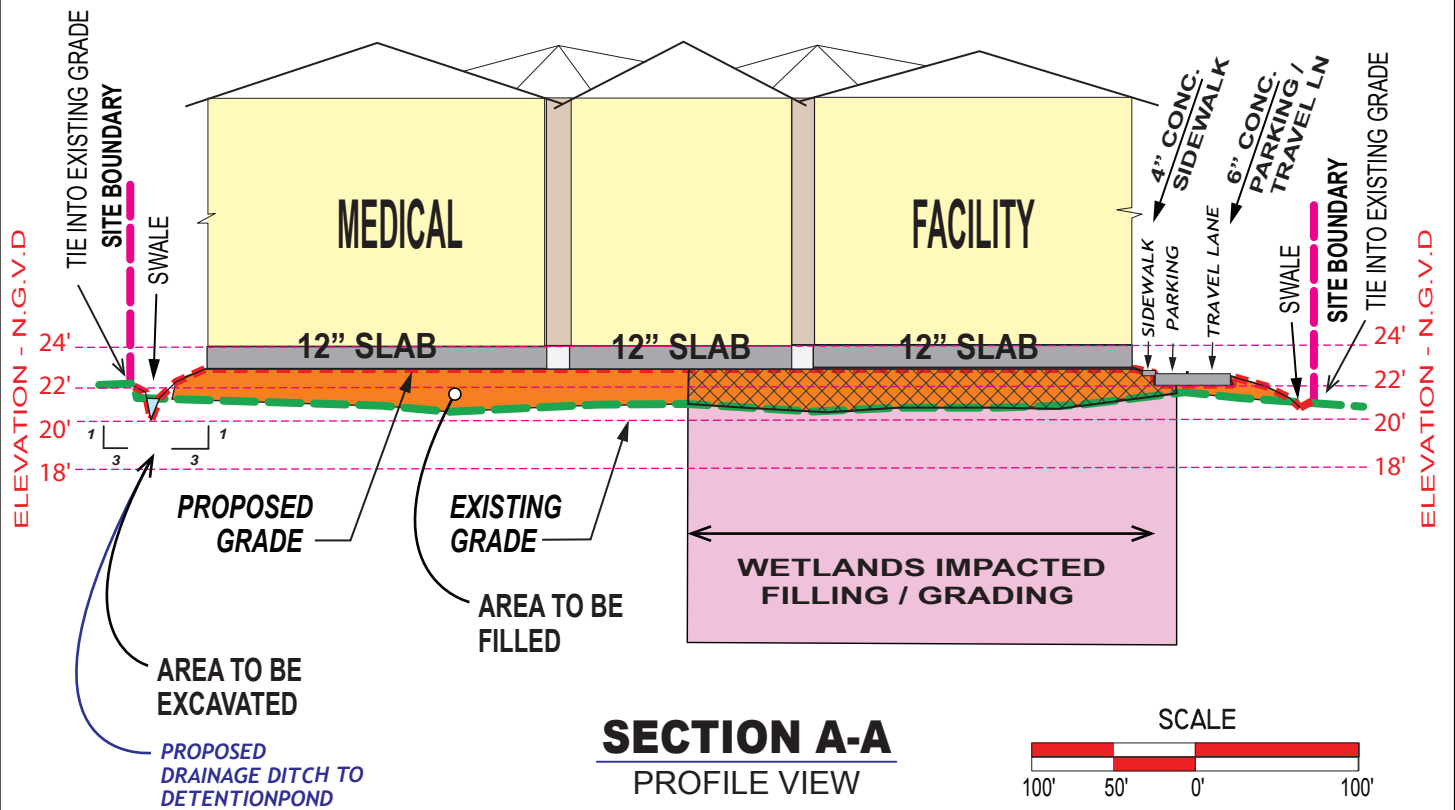 TIE INTO EXISTING GRADE
SITE BOUNDARY
SWALE
MEDICAL
FACILITY
4” CONC.
SIDEWALK
6” CONC.
PARKING /
TRAVEL LN
SIDEWALK
PARKING
TRAVEL LANE
SWALE
SITE BOUNDARY
TIE INTO EXISTING GRADE
ELEVATION - N.G.V.D
24'
22'
20'
18'
12” SLAB
12” SLAB
12” SLAB
24'
22'
20'
18'
ELEVATION - N.G.V.D
1
3
3
1
PROPOSED
GRADE
EXISTING
GRADE
AREA TO BE
FILLED
WETLANDS IMPACTED
FILLING / GRADING
AREA TO BE
EXCAVATED
PROPOSED
DRAINAGE DITCH TO
DETENTIONPOND
SECTION A-A
PROFILE VIEW
SCALE
100' 50' 0' 100'